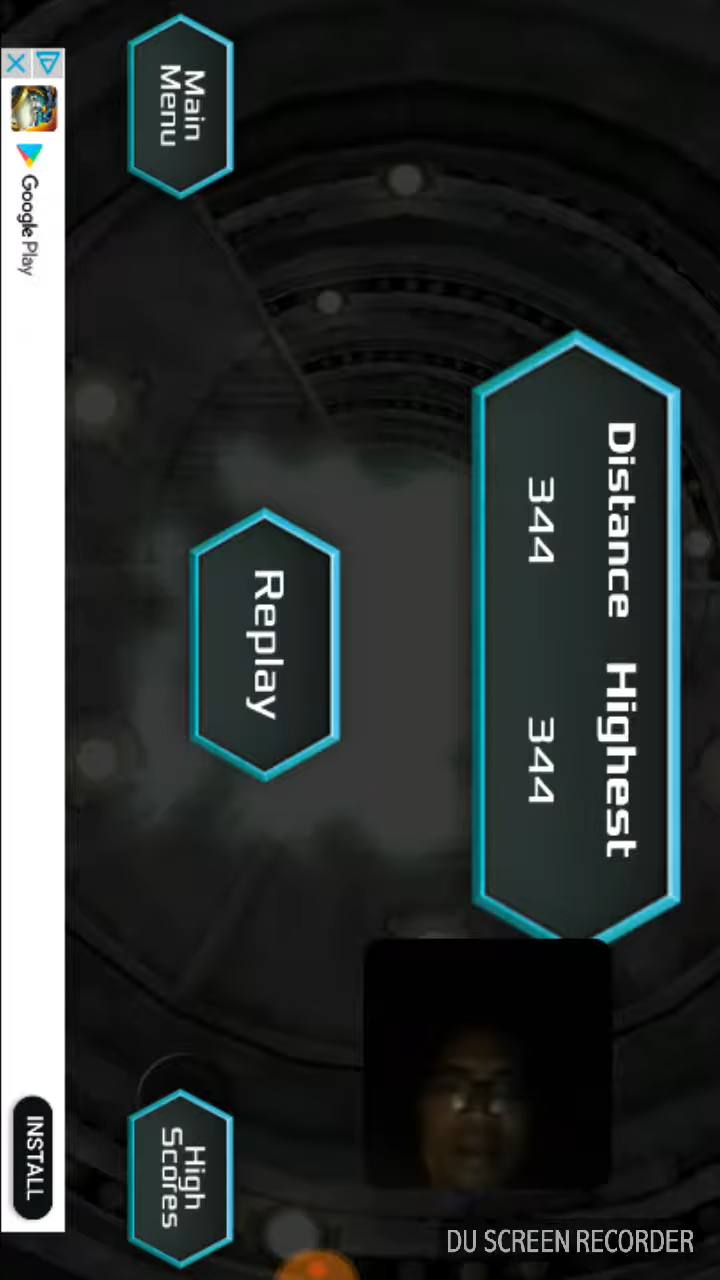 Distance Highest
344 344
Replay
Main
Menu
High
Scores
Google Play
INSTALL
DU SCREEN RECORDER